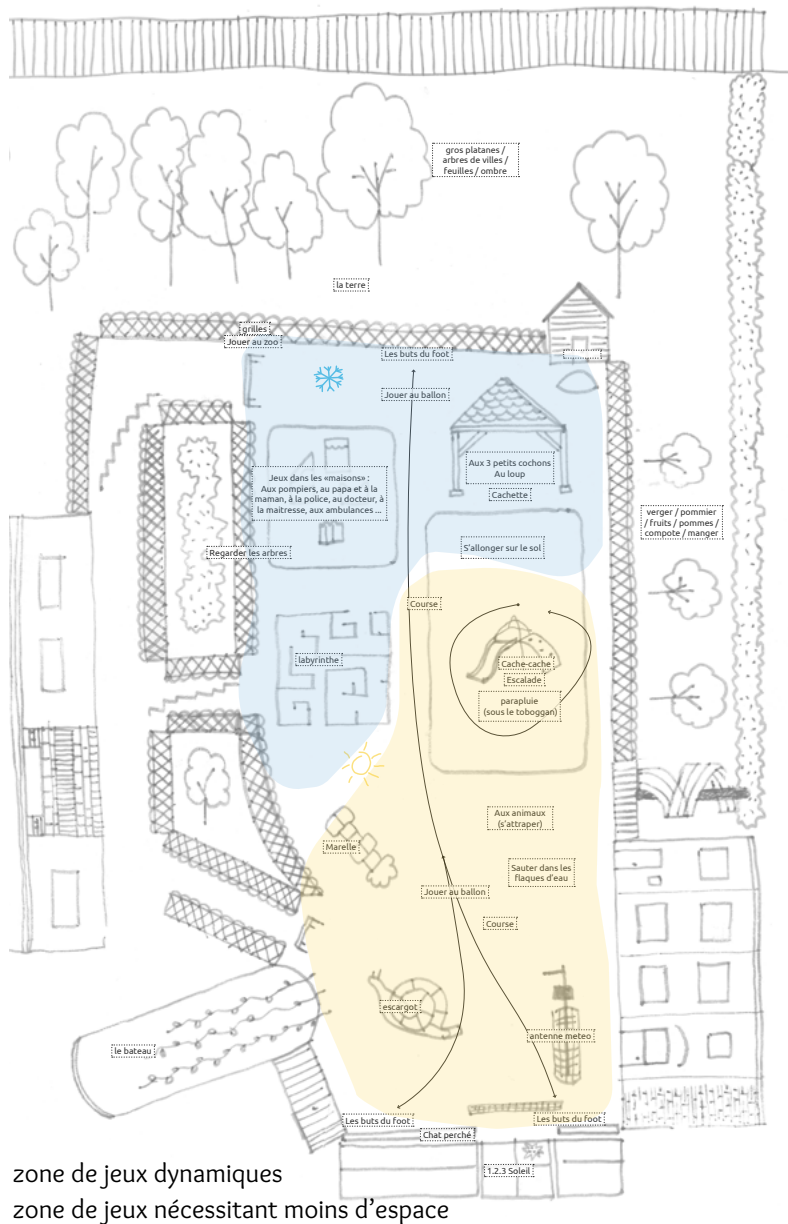 gros platanes /
arbres de villes /
feuilles / ombre
la terre
grilles
Jouer au zoo
Les buts du foot
Jouer au ballon
Aux 3 petits cochons
Au loup
Cachette
Jeux dans les «maisons» :
Aux pompiers, au papa et à la
maman, à la police, au docteur, à
la maitresse, aux ambulances ...
verger / pommier
/ fruits / pommes /
compote / manger
S'allonger sur le sol
Regarder les arbres
Course
labyrinthe
Cache-cache
Escalade
parapluie
(sous le toboggan)
Aux animaux
(s'attraper)
Marelle
Sauter dans les
flaques d'eau
Jouer au ballon
Course
escargot
antenne meteo
le bateau
Les buts du foot
Les buts du foot
Chat perché
1.2.3 Soleil
zone de jeux dynamiques
zone de jeux nécessitant moins d'espace